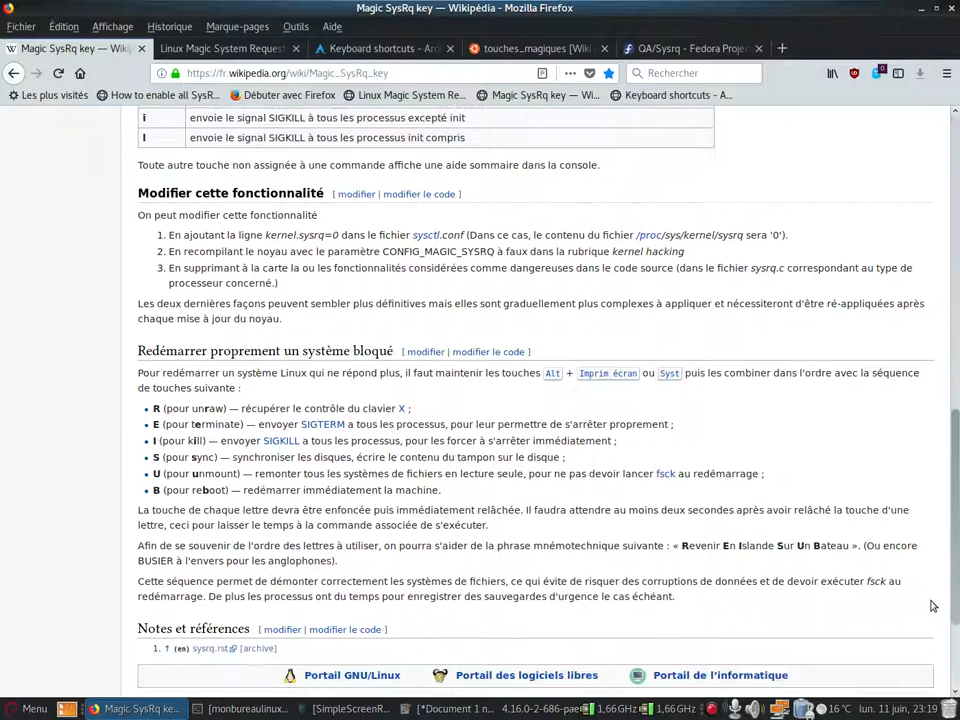 Magic SysRq key — Wikipédia - Mozilla Firefox
Fichier Édition Affichage Historique Marque-pages Outils Aide
Magic SysRq key — Wiki Linux Magic System Request Keyboard shortcuts - Arc touches_magiques [Wiki QA/Sysrq - Fedora Proje
https://fr.wikipedia.org/wiki/Magic_SysRq_key Rechercher 0
Les plus visités How to enable all SysR... Débuter avec Firefox Linux Magic System Re... Magic SysRq key — Wi... Keyboard shortcuts - A...
i envoie le signal SIGKILL à tous les processus excepté init
l envoie le signal SIGKILL à tous les processus init compris
Toute autre touche non assignée à une commande affiche une aide sommaire dans la console.
Modifier cette fonctionnalité [ modifier | modifier le code ]
On peut modifier cette fonctionnalité
1. En ajoutant la ligne kernel.sysrq=0 dans le fichier sysctl.conf (Dans ce cas, le contenu du fichier /proc/sys/kernel/sysrq sera '0').
2. En recompilant le noyau avec le paramètre CONFIG_MAGIC_SYSRQ à faux dans la rubrique kernel hacking
3. En supprimant à la carte la ou les fonctionnalités considérées comme dangereuses dans le code source (dans le fichier sysrq.c correspondant au type de
processeur concerné.)
Les deux dernières façons peuvent sembler plus définitives mais elles sont graduellement plus complexes à appliquer et nécessiteront d'être ré-appliquées après
chaque mise à jour du noyau.
Redémarrer proprement un système bloqué [ modifier | modifier le code ]
Pour redémarrer un système Linux qui ne répond plus, il faut maintenir les touches Alt + Imprim écran ou Syst puis les combiner dans l'ordre avec la séquence
de touches suivante :
• R (pour unraw) — récupérer le contrôle du clavier X ;
• E (pour terminate) — envoyer SIGTERM a tous les processus, pour leur permettre de s'arrêter proprement ;
• I (pour kill) — envoyer SIGKILL a tous les processus, pour les forcer à s'arrêter immédiatement ;
• S (pour sync) — synchroniser les disques, écrire le contenu du tampon sur le disque ;
• U (pour unmount) — remonter tous les systèmes de fichiers en lecture seule, pour ne pas devoir lancer fsck au redémarrage ;
• B (pour reboot) — redémarrer immédiatement la machine.
La touche de chaque lettre devra être enfoncée puis immédiatement relâchée. Il faudra attendre au moins deux secondes après avoir relâché la touche d'une
lettre, ceci pour laisser le temps à la commande associée de s'exécuter.
Afin de se souvenir de l'ordre des lettres à utiliser, on pourra s'aider de la phrase mnémotechnique suivante : « Revenir En Islande Sur Un Bateau ». (Ou encore
BUSIER à l'envers pour les anglophones).
Cette séquence permet de démonter correctement les systèmes de fichiers, ce qui évite de risquer des corruptions de données et de devoir exécuter fsck au
redémarrage. De plus les processus ont du temps pour enregistrer des sauvegardes d'urgence le cas échéant.
Notes et références [ modifier | modifier le code ]
1. ↑ (en) sysrq.rst [archive]
Portail GNU/Linux Portail des logiciels libres Portail de l'informatique
Menu Magic SysRq key -... [monbureaulinux... [SimpleScreenR... [*Document 1 n... 4.16.0-2-686-pae 1,66GHz 1,66GHz 16 °C lun. 11 juin, 23:19